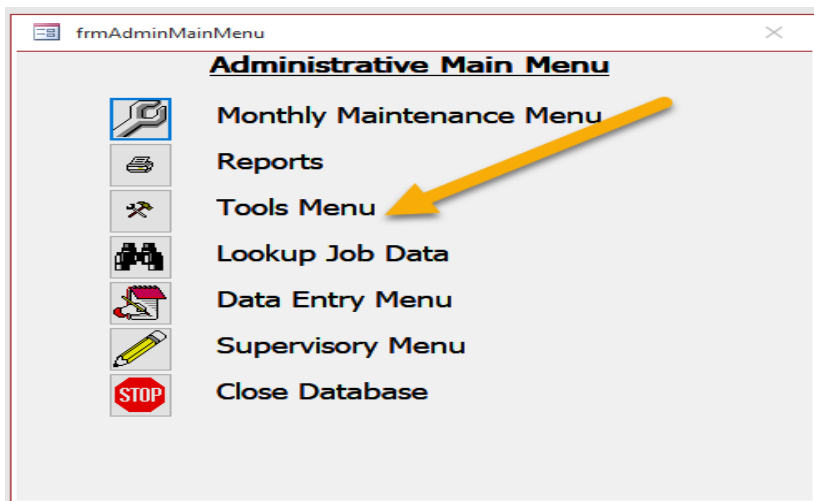 frmAdminMainMenu
Administrative Main Menu
Monthly Maintenance Menu
Reports
Tools Menu
Lookup Job Data
Data Entry Menu
Supervisory Menu
STOP Close Database